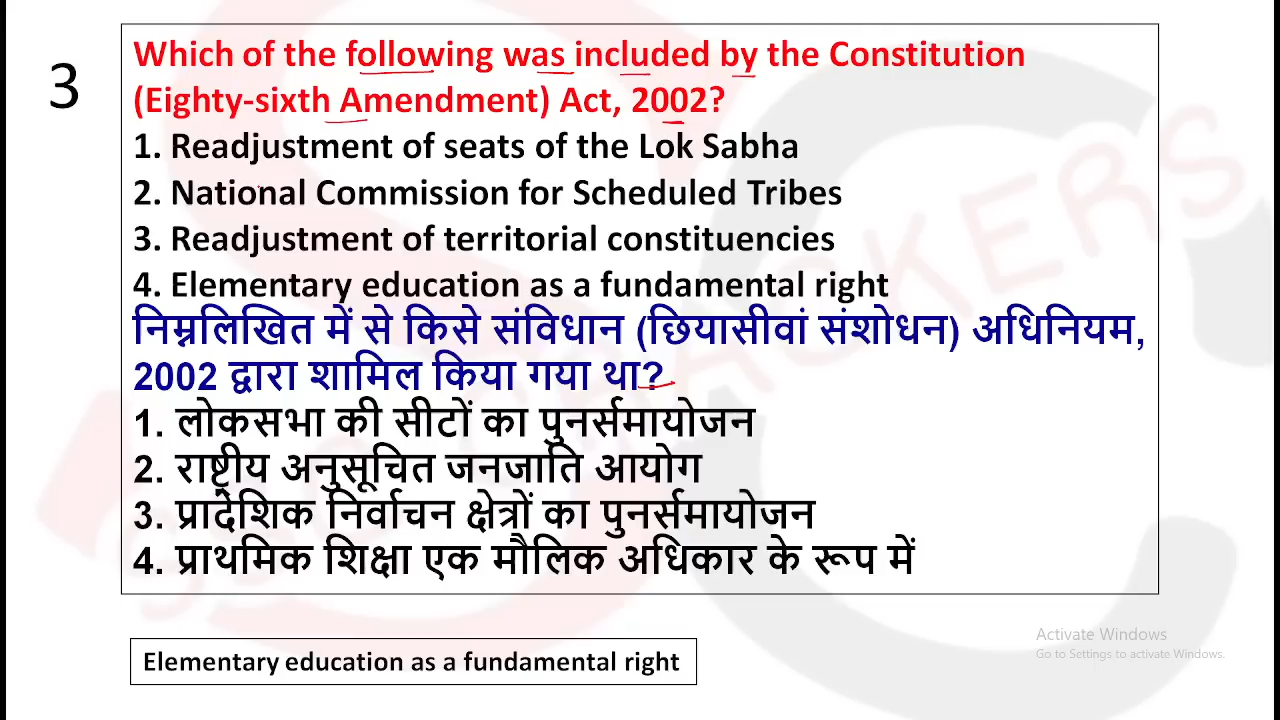 3
Which of the following was included by the Constitution
(Eighty-sixth Amendment) Act, 2002?
1. Readjustment of seats of the Lok Sabha
2. National Commission for Scheduled Tribes
3. Readjustment of territorial constituencies
4. Elementary education as a fundamental right
निम्नलिखित में से किसे संविधान (छियासीवां संशोधन) अधिनियम,
2002 द्वारा शामिल किया गया था?
1. लोकसभा की सीटों का पुनर्समायोजन
2. राष्ट्रीय अनुसूचित जनजाति आयोग
3. प्रादेशिक निर्वाचन क्षेत्रों का पुनर्समायोजन
4. प्राथमिक शिक्षा एक मौलिक अधिकार के रूप में
Elementary education as a fundamental right
Activate Windows
Go to Settings to activate Windows.